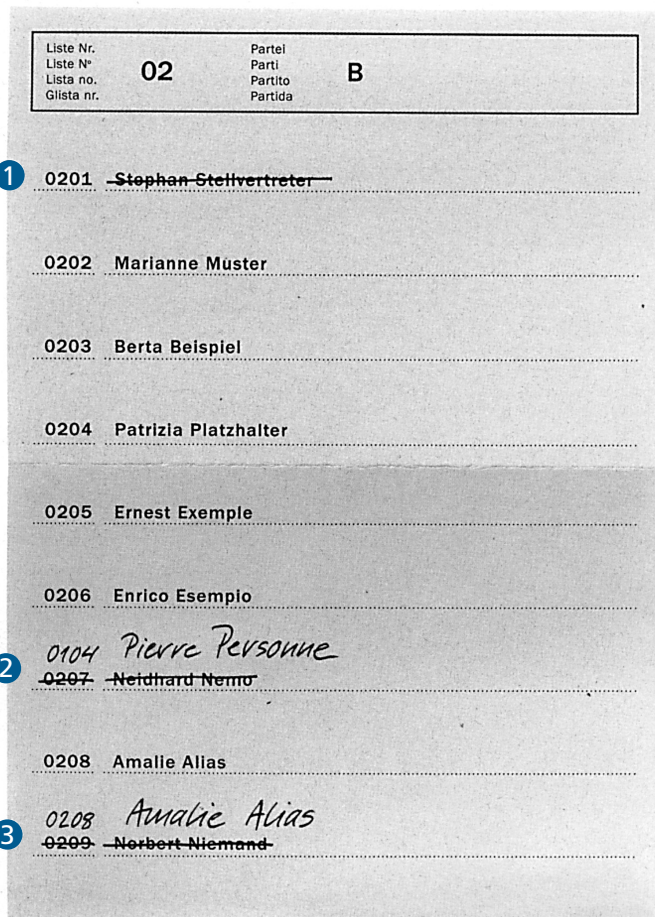 Liste Nr.
Liste N°
Lista no.
Glista nr.
02
Partei
Parti
Partito
Partida
B
1
0201 Stephan Stellvertreter
0202 Marianne Muster
0203 Berta Beispiel
0204 Patrizia Platzhalter
0205 Ernest Exemple
0206 Enrico Esempio
0104 Pierre Personne
2
0207 Neidhard Nemo
0208 Amalie Alias
0208 Amalie Alias
3
0209 Norbert Niemand